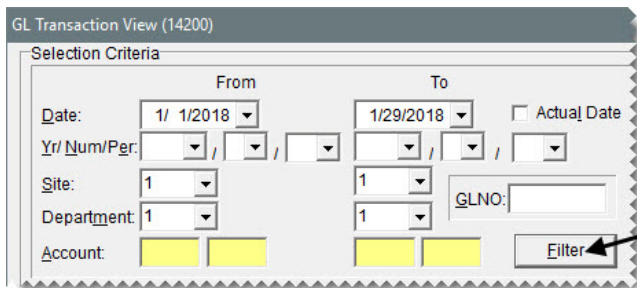 GL Transaction View (14200)
Selection Criteria
From To
Date: 1/ 1/2018 1/29/2018 Actual Date
Yr/ Num/Per: / / / /
Site: 1 1
GLNO:
Department: 1 1
Account: Filter